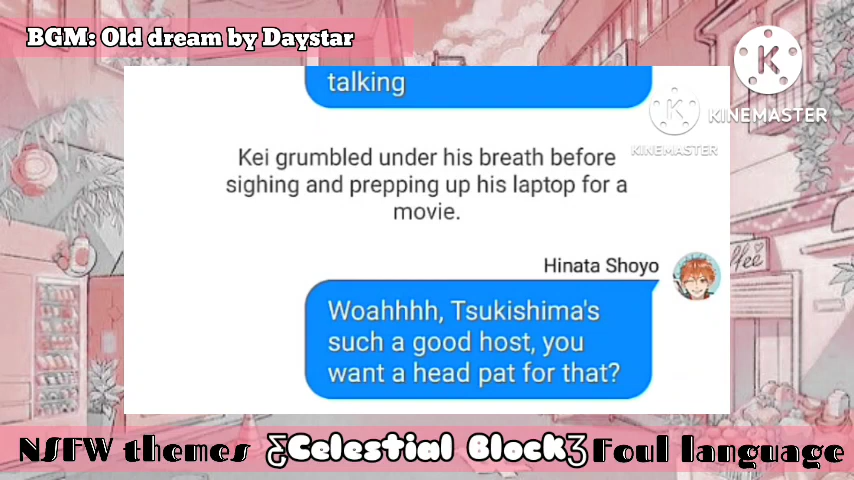 BGM: Old dream by Daystar
K
KINEMASTER
K
KINEMASTER
talking
Kei grumbled under his breath before
sighing and prepping up his laptop for a
movie.
Hinata Shoyo
Woahhhh, Tsukishima's
such a good host, you
want a head pat for that?
ffee
NSFW themes ꒰Celestial Block꒱ Foul language